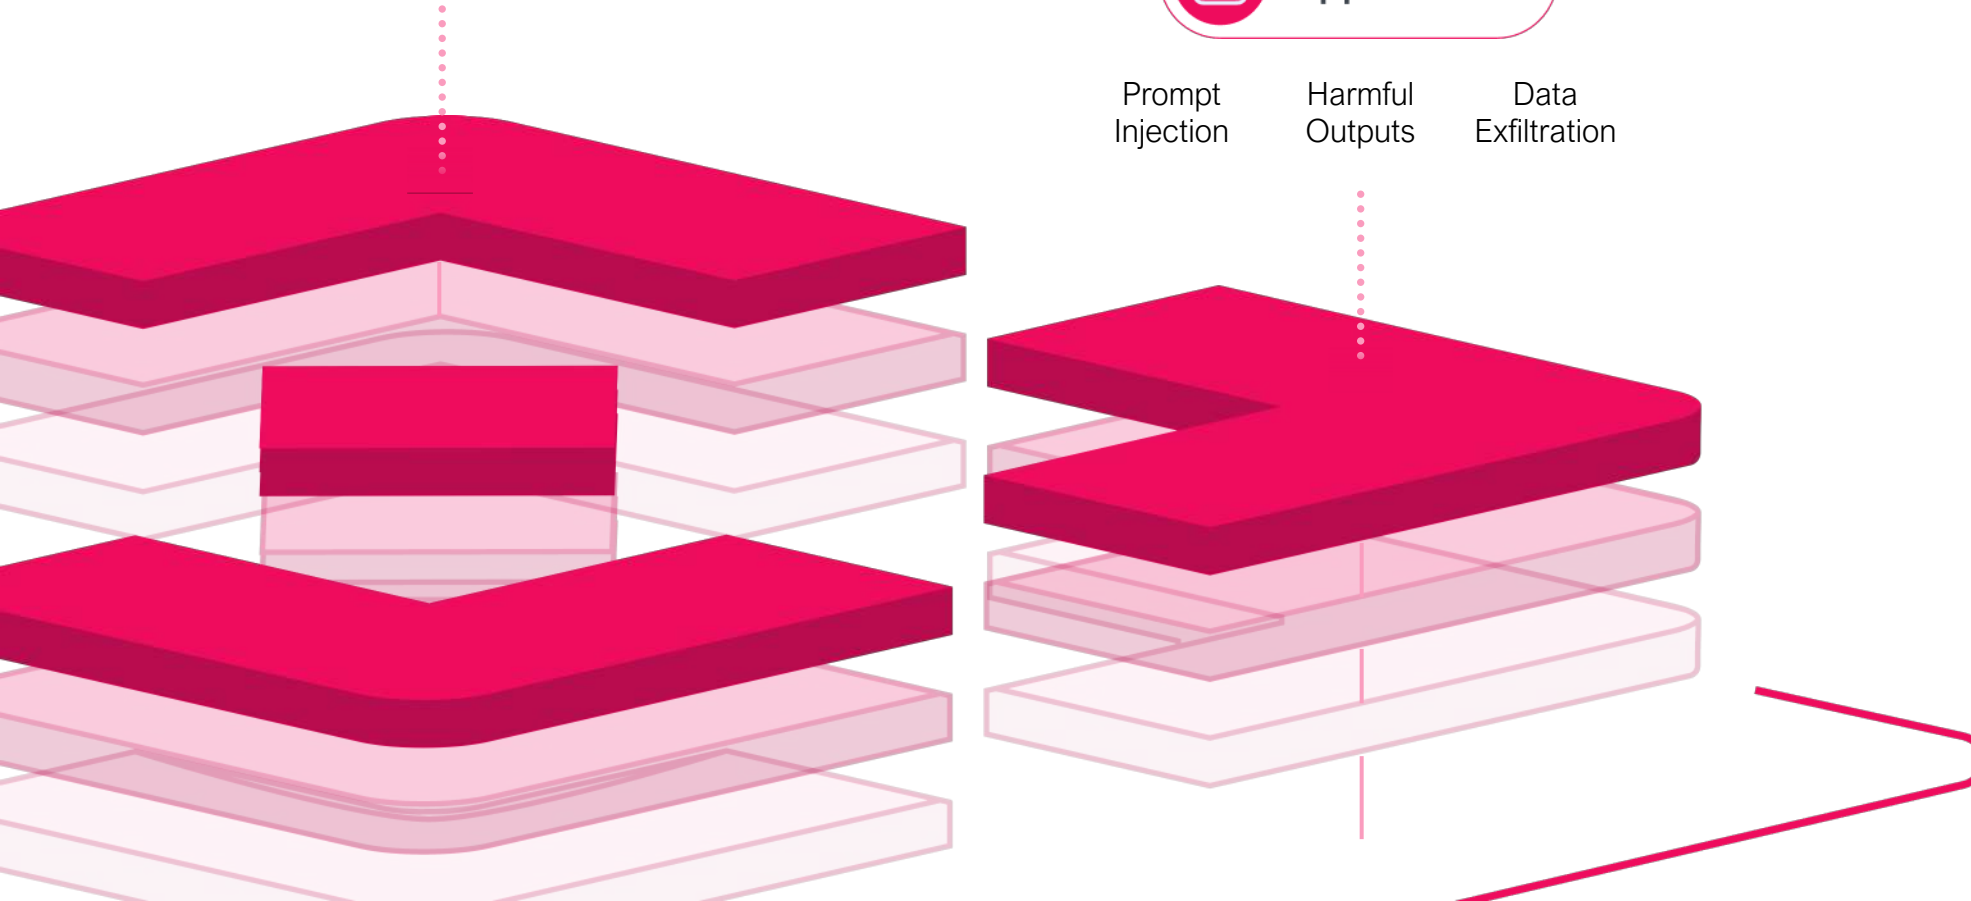 Prompt
Injection
Harmful
Outputs
Data
Exfiltration